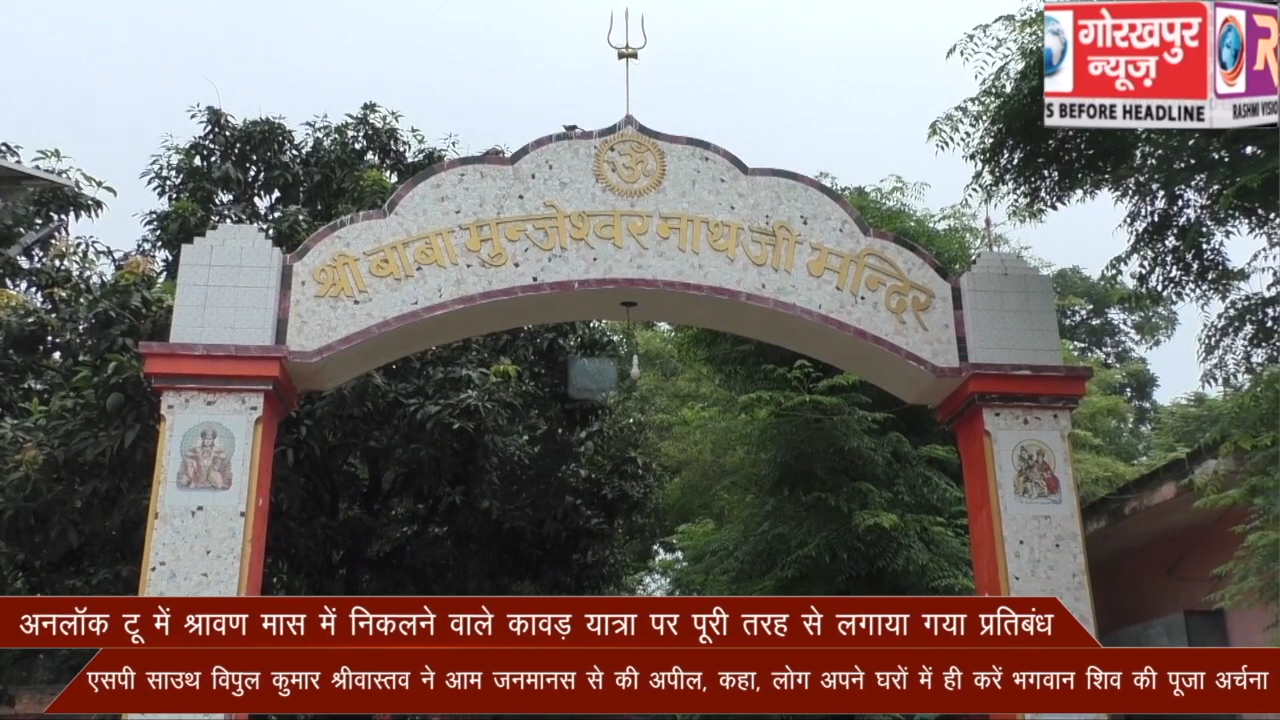 गोरखपुर
न्यूज़
S BEFORE HEADLINE
R
RASHMI VISIO
ॐ
श्री बाबा मुन्जेश्वर नाथ जी मन्दिर
अनलॉक टू में श्रावण मास में निकलने वाले कावड़ यात्रा पर पूरी तरह से लगाया गया प्रतिबंध
एसपी साउथ विपुल कुमार श्रीवास्तव ने आम जनमानस से की अपील, कहा, लोग अपने घरों में ही करें भगवान शिव की पूजा अर्चना